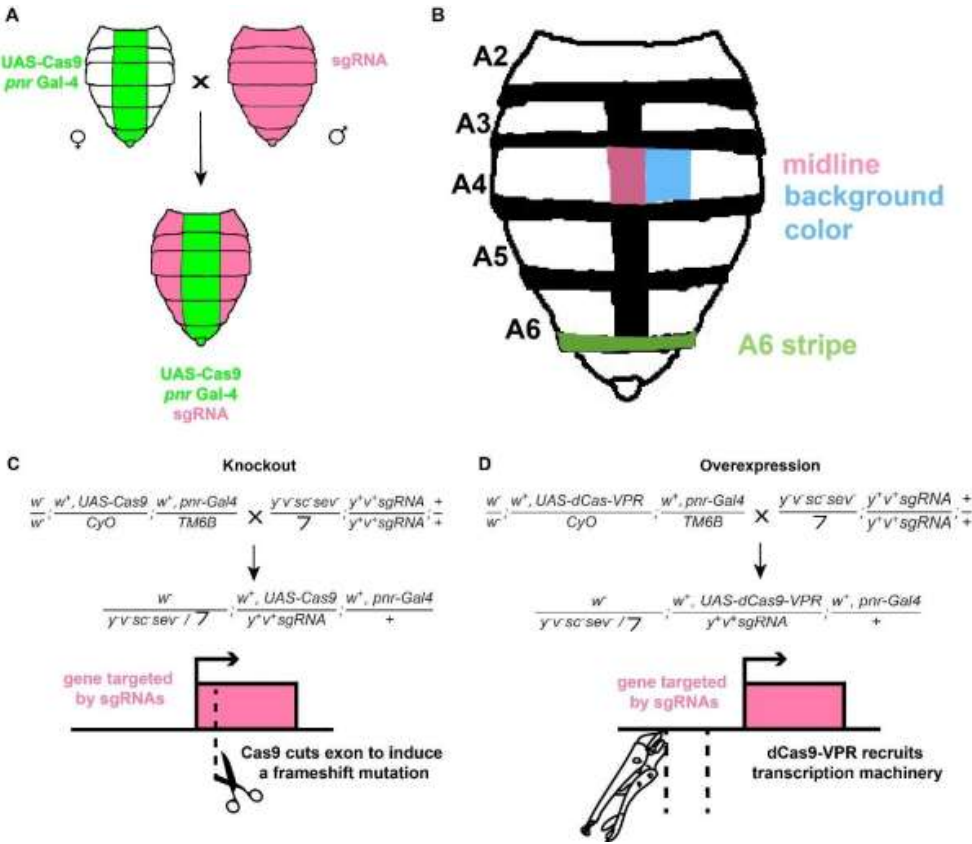 A
UAS-Cas9
pnr Gal-4
x
sgRNA
♀
♂
UAS-Cas9
pnr Gal-4
sgRNA
B
A2
A3
A4
A5
A6
midline
background
color
A6 stripe
C
Knockout
w⁻ / w⁻ ; w⁺, UAS-Cas9 / CyO ; w⁺, pnr-Gal4 / TM6B × y⁻v⁻sc⁻sev⁻ / 7 ; y⁺v⁺sgRNA / y⁺v⁺sgRNA ; + / +
w⁻ / y⁻v⁻sc⁻sev⁻ / 7 ; w⁺, UAS-Cas9 / y⁺v⁺sgRNA ; w⁺, pnr-Gal4 / +
gene targeted
by sgRNAs
Cas9 cuts exon to induce
a frameshift mutation
D
Overexpression
w⁻ / w⁻ ; w⁺, UAS-dCas-VPR / CyO ; w⁺, pnr-Gal4 / TM6B × y⁻v⁻sc⁻sev⁻ / 7 ; y⁺v⁺sgRNA / y⁺v⁺sgRNA ; + / +
w⁻ / y⁻v⁻sc⁻sev⁻ / 7 ; w⁺, UAS-dCas9-VPR / y⁺v⁺sgRNA ; w⁺, pnr-Gal4 / +
gene targeted
by sgRNAs
dCas9-VPR recruits
transcription machinery